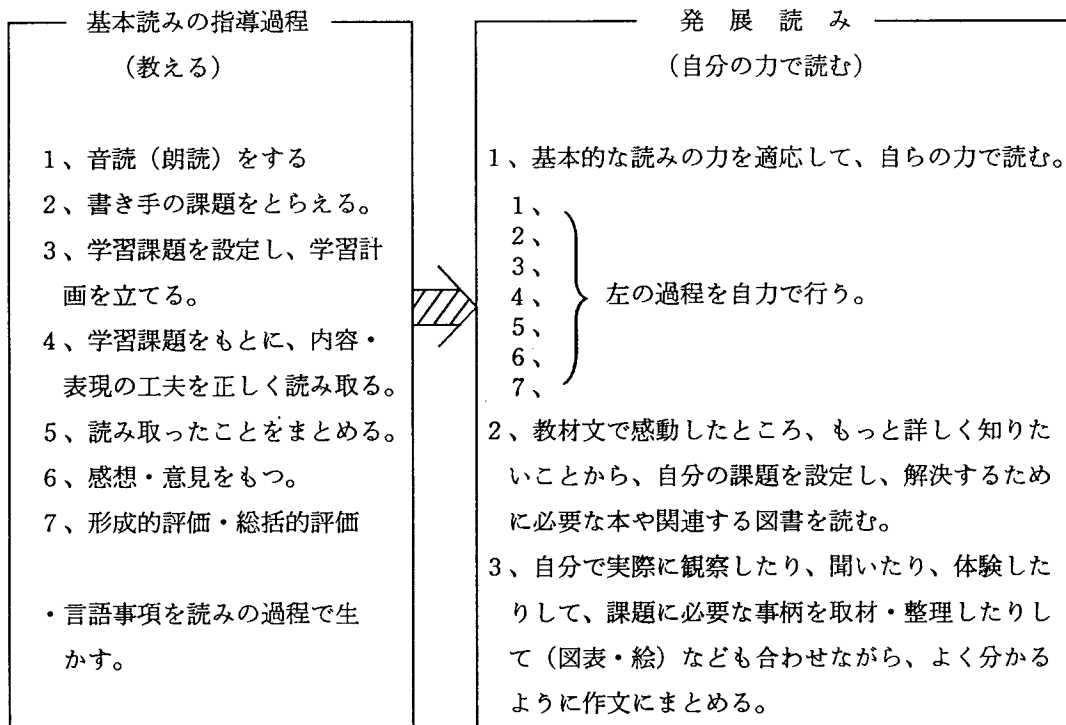 基本読みの指導過程
(教える)
1、音読(朗読)をする
2、書き手の課題をとらえる。
3、学習課題を設定し、学習計
画を立てる。
4、学習課題をもとに、内容・
表現の工夫を正しく読み取る。
5、読み取ったことをまとめる。
6、感想・意見をもつ。
7、形成的評価・総括的評価
・言語事項を読みの過程で生
かす。
発展読み
(自分の力で読む)
1、基本的な読みの力を適応して、自らの力で読む。
1、
2、
3、
4、
5、
6、
7、
左の過程を自力で行う。
2、教材文で感動したところ、もっと詳しく知りた
いことから、自分の課題を設定し、解決するため
に必要な本や関連する図書を読む。
3、自分で実際に観察したり、聞いたり、体験した
りして、課題に必要な事柄を取材・整理したりし
て(図表・絵)なども合わせながら、よく分かる
ように作文にまとめる。